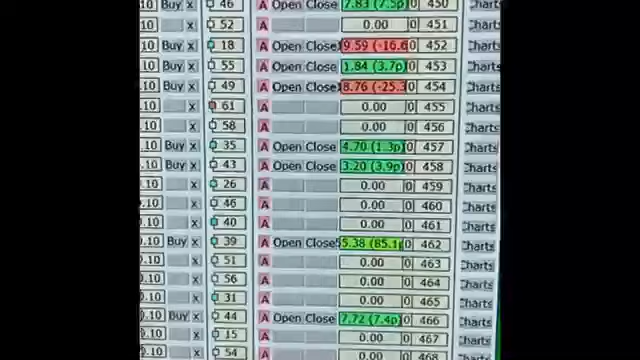 .10 Buy x 46 A Open Close 7.83 (7.5p) 0 450 Charts
x 52 A 0.00 0 451 Charts
.10 Buy x 18 A Open Close 9.59 (-16.6 0 452 Charts
.10 Buy x 55 A Open Close 1.84 (3.7p) 0 453 Charts
.10 Buy x 49 A Open Close 8.76 (-25.3 0 454 Charts
.10 x 61 A 0.00 0 455 Charts
.10 x 58 A 0.00 0 456 Charts
.10 Buy x 35 A Open Close 4.70 (1.3p) 0 457 Charts
.10 Buy x 43 A Open Close 3.20 (3.9p) 0 458 Charts
.10 x 26 A 0.00 0 459 Charts
.10 x 46 A 0.00 0 460 Charts
.10 x 40 A 0.00 0 461 Charts
0.10 Buy x 39 A Open Close 5.38 (85.1p 0 462 Charts
0.10 x 51 A 0.00 0 463 Charts
0.10 x 56 A 0.00 0 464 Charts
0.10 x 31 A 0.00 0 465 Charts
0.10 Buy x 44 A Open Close 7.72 (7.4p) 0 466 Charts
0.10 x 15 A 0.00 0 467 Charts
0.10 x 54 A 0.00 0 468 Charts